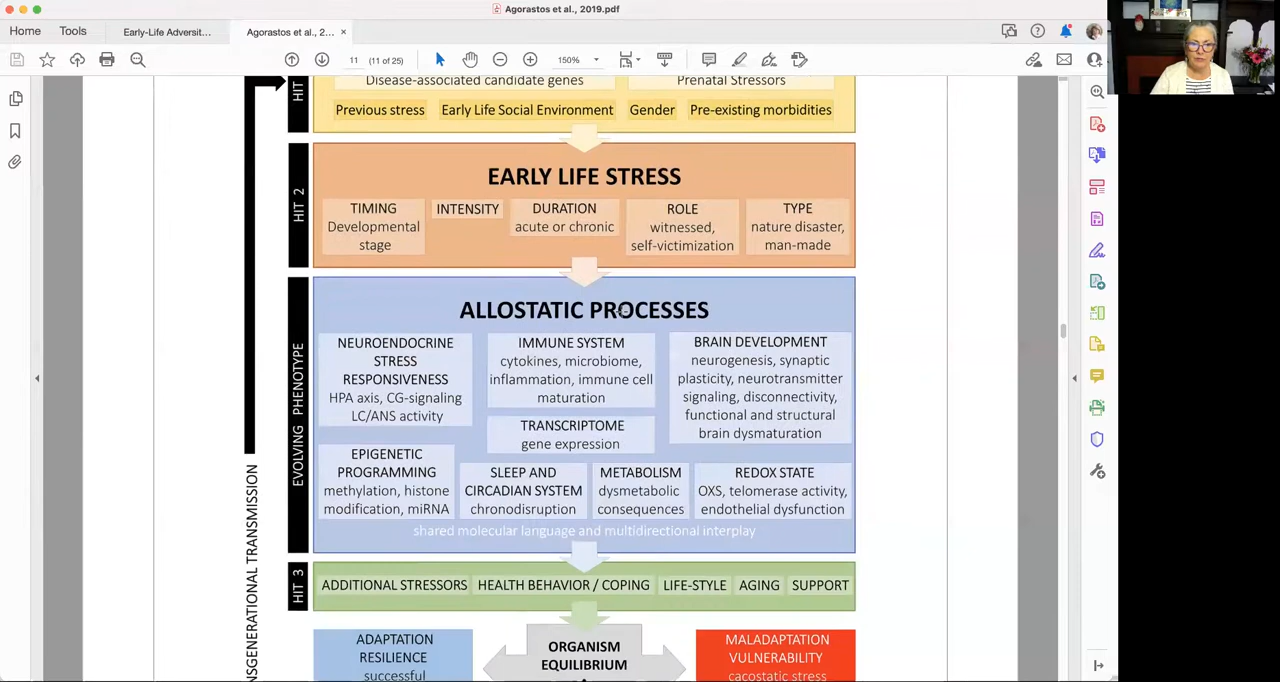 Agorastos et al., 2019.pdf
Home
Tools
Early-Life Adversit...
Agorastos et al., 2...
×
11
(11 of 25)
150%
HIT
Disease-associated candidate genes
Prenatal Stressors
Previous stress
Early Life Social Environment
Gender
Pre-existing morbidities
HIT 2
EARLY LIFE STRESS
TIMING
Developmental
stage
INTENSITY
DURATION
acute or chronic
ROLE
witnessed,
self-victimization
TYPE
nature disaster,
man-made
EVOLVING PHENOTYPE
ALLOSTATIC PROCESSES
NEUROENDOCRINE
STRESS
RESPONSIVENESS
HPA axis, CG-signaling
LC/ANS activity
IMMUNE SYSTEM
cytokines, microbiome,
inflammation, immune cell
maturation
BRAIN DEVELOPMENT
neurogenesis, synaptic
plasticity, neurotransmitter
signaling, disconnectivity,
functional and structural
brain dysmaturation
TRANSCRIPTOME
gene expression
EPIGENETIC
PROGRAMMING
methylation, histone
modification, miRNA
SLEEP AND
CIRCADIAN SYSTEM
chronodisruption
METABOLISM
dysmetabolic
consequences
REDOX STATE
OXS, telomerase activity,
endothelial dysfunction
shared molecular language and multidirectional interplay
NSGENERATIONAL TRANSMISSION
HIT 3
ADDITIONAL STRESSORS
HEALTH BEHAVIOR / COPING
LIFE-STYLE
AGING
SUPPORT
ADAPTATION
RESILIENCE
successful
ORGANISM
EQUILIBRIUM
MALADAPTATION
VULNERABILITY
cacostatic stress